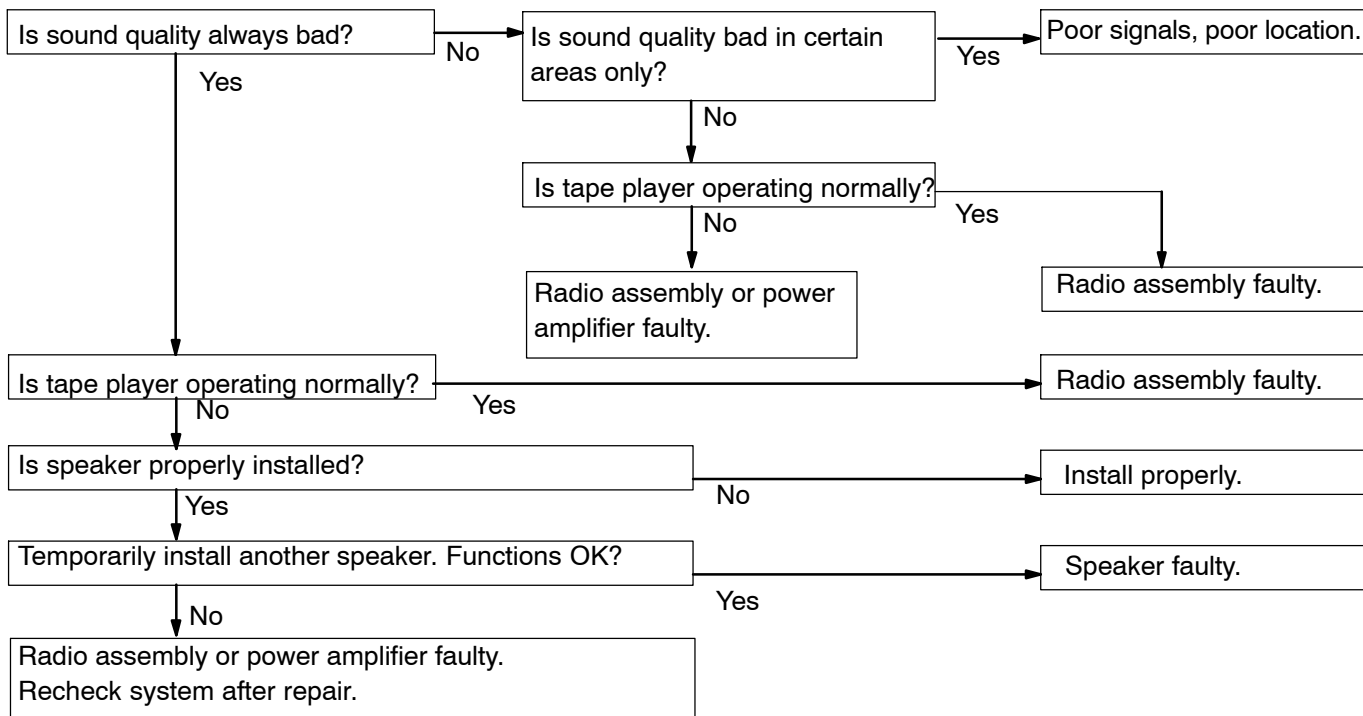 Is sound quality always bad?
No
Is sound quality bad in certain
areas only?
Yes
Poor signals, poor location.
Yes
No
Is tape player operating normally?
Yes
No
Radio assembly or power
amplifier faulty.
Radio assembly faulty.
Is tape player operating normally?
Yes
Radio assembly faulty.
No
Is speaker properly installed?
No
Install properly.
Yes
Temporarily install another speaker. Functions OK?
Yes
Speaker faulty.
No
Radio assembly or power amplifier faulty.
Recheck system after repair.